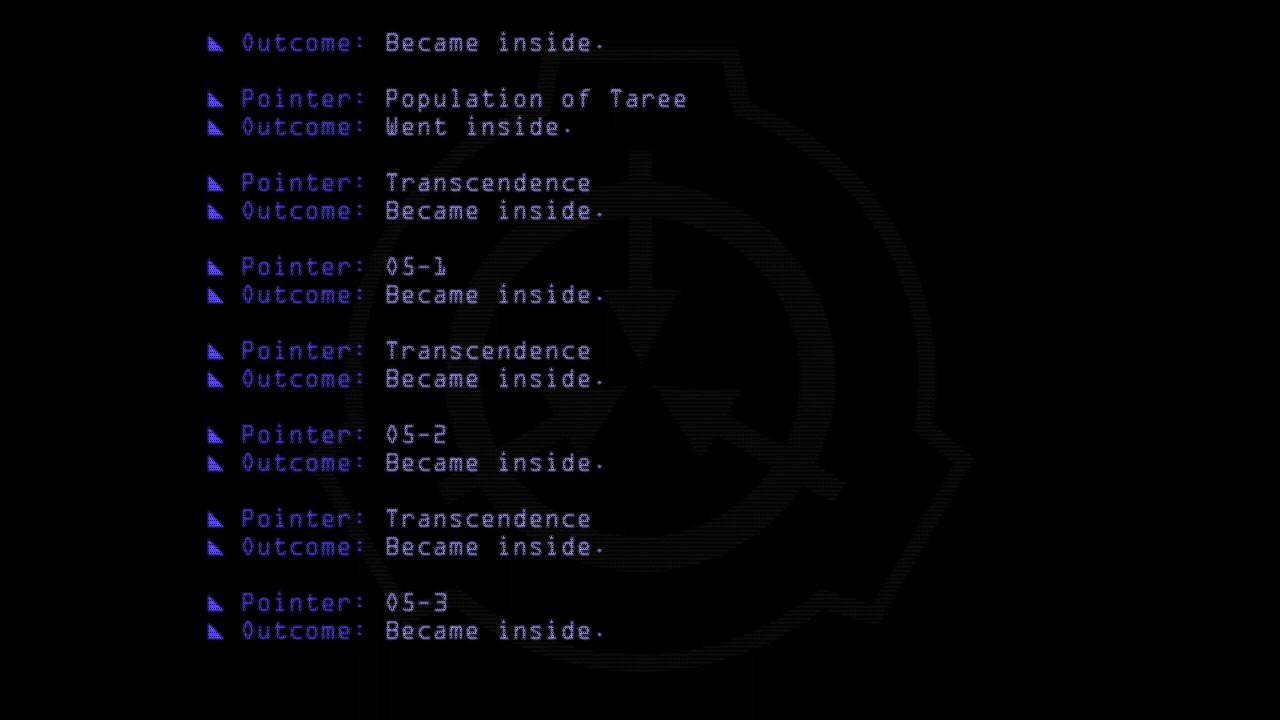 Outcome: Became inside.
Pointer: Population of Taree
Outcome: Went inside.
Pointer: Transcendence
Outcome: Became inside.
Pointer: O5-1
Outcome: Became inside.
Pointer: Transcendence
Outcome: Became inside.
Pointer: O5-2
Outcome: Became inside.
Pointer: Transcendence
Outcome: Became inside.
Pointer: O5-3
Outcome: Became inside.